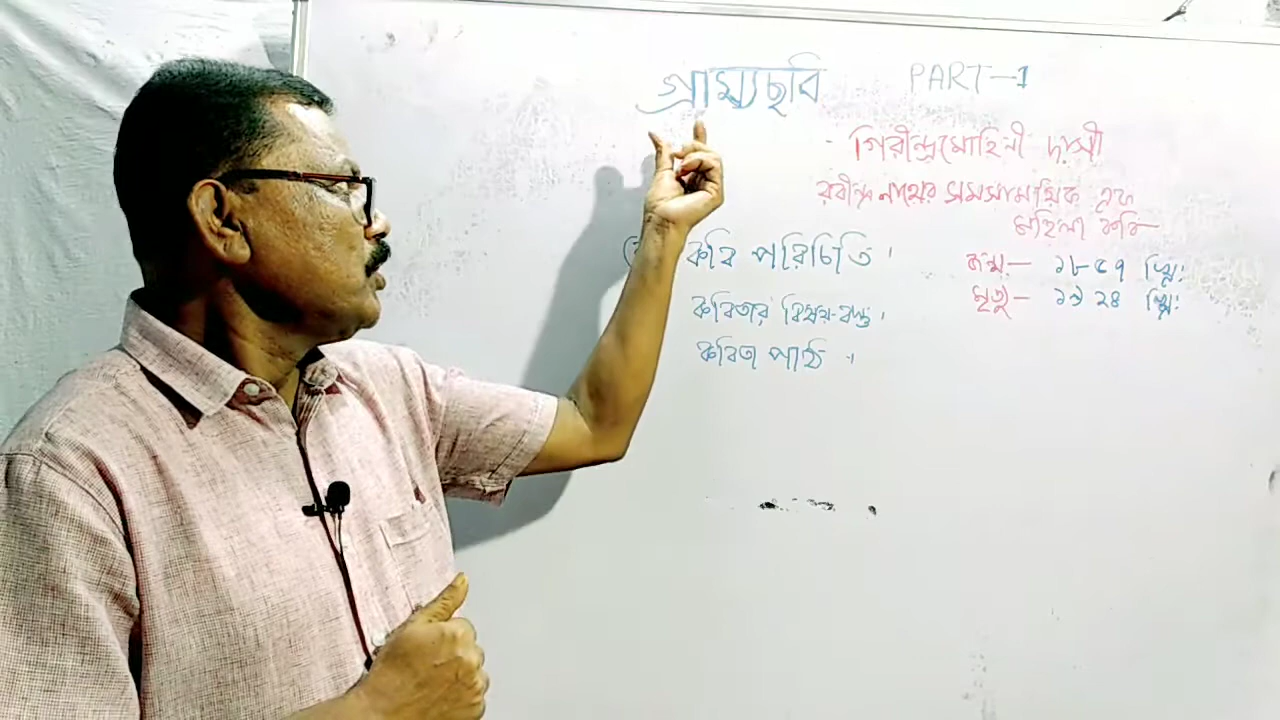 গ্রাম্যছবি PART-1
- গিরীন্দ্রমোহিনী দাসী
রবীন্দ্রনাথের সমসাময়িক এক
মহিলা কবি—
কবি পরিচিতি।
জন্ম— ১৮৫৭ খ্রি:
মৃত্যু— ১৯২৪ খ্রি:
কবিতার বিষয়-বস্তু।
কবিতা পাঠ।